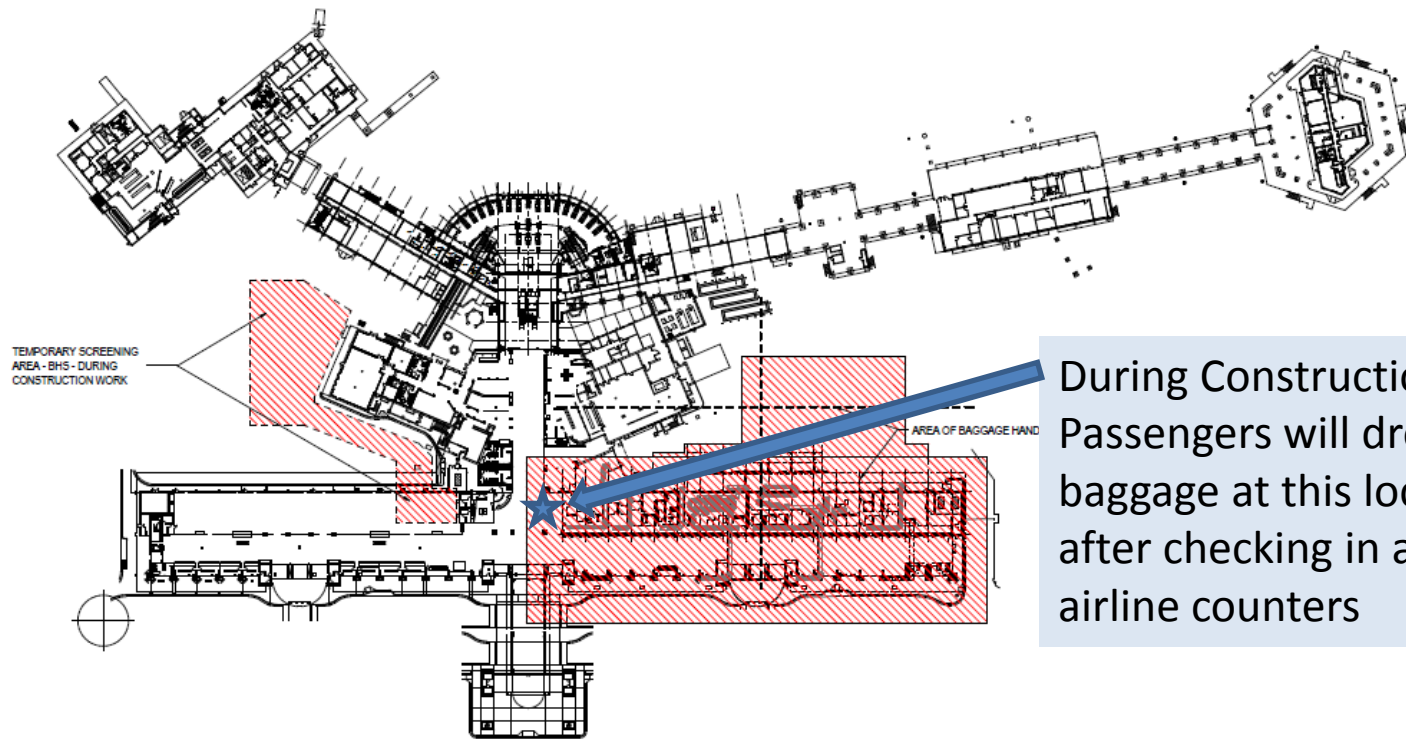 TEMPORARY SCREENING
AREA - BHS - DURING
CONSTRUCTION WORK
AREA OF BAGGAGE HAND
During Constructi
Passengers will dr
baggage at this lo
after checking in a
airline counters